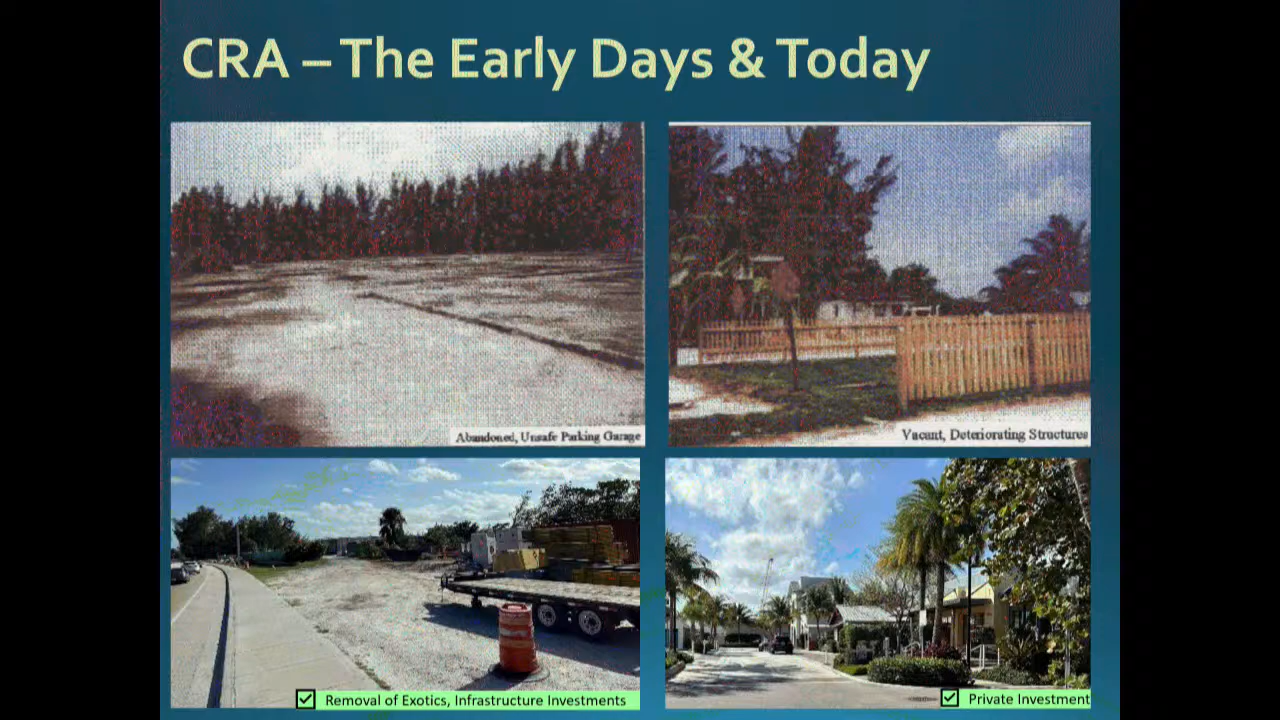 CRA – The Early Days & Today
Abandoned, Unsafe Parking Garage
Vacant, Deteriorating Structures
Removal of Exotics, Infrastructure Investments
Private Investment